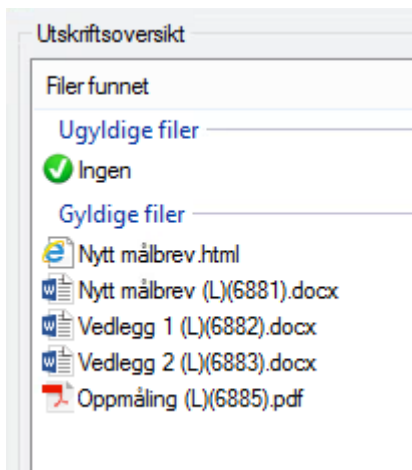 Utskriftsoversikt
Filer funnet
Ugyldige filer
Ingen
Gyldige filer
Nytt målbrev.html
Nytt målbrev (L)(6881).docx
Vedlegg 1 (L)(6882).docx
Vedlegg 2 (L)(6883).docx
Oppmåling (L)(6885).pdf